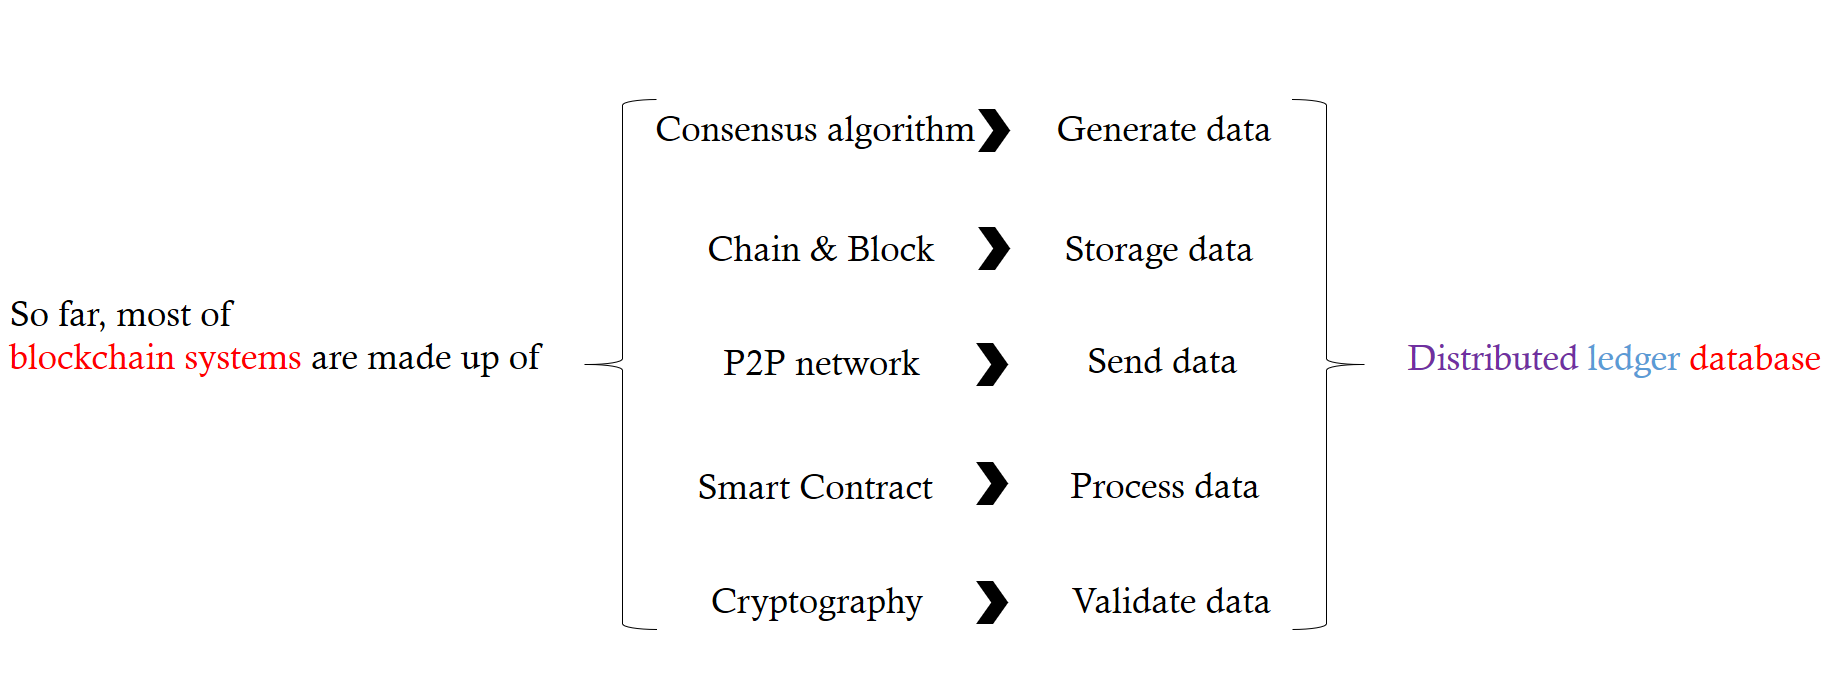 So far, most of
blockchain systems are made up of
Consensus algorithm
Generate data
Chain & Block
Storage data
P2P network
Send data
Smart Contract
Process data
Cryptography
Validate data
Distributed ledger database